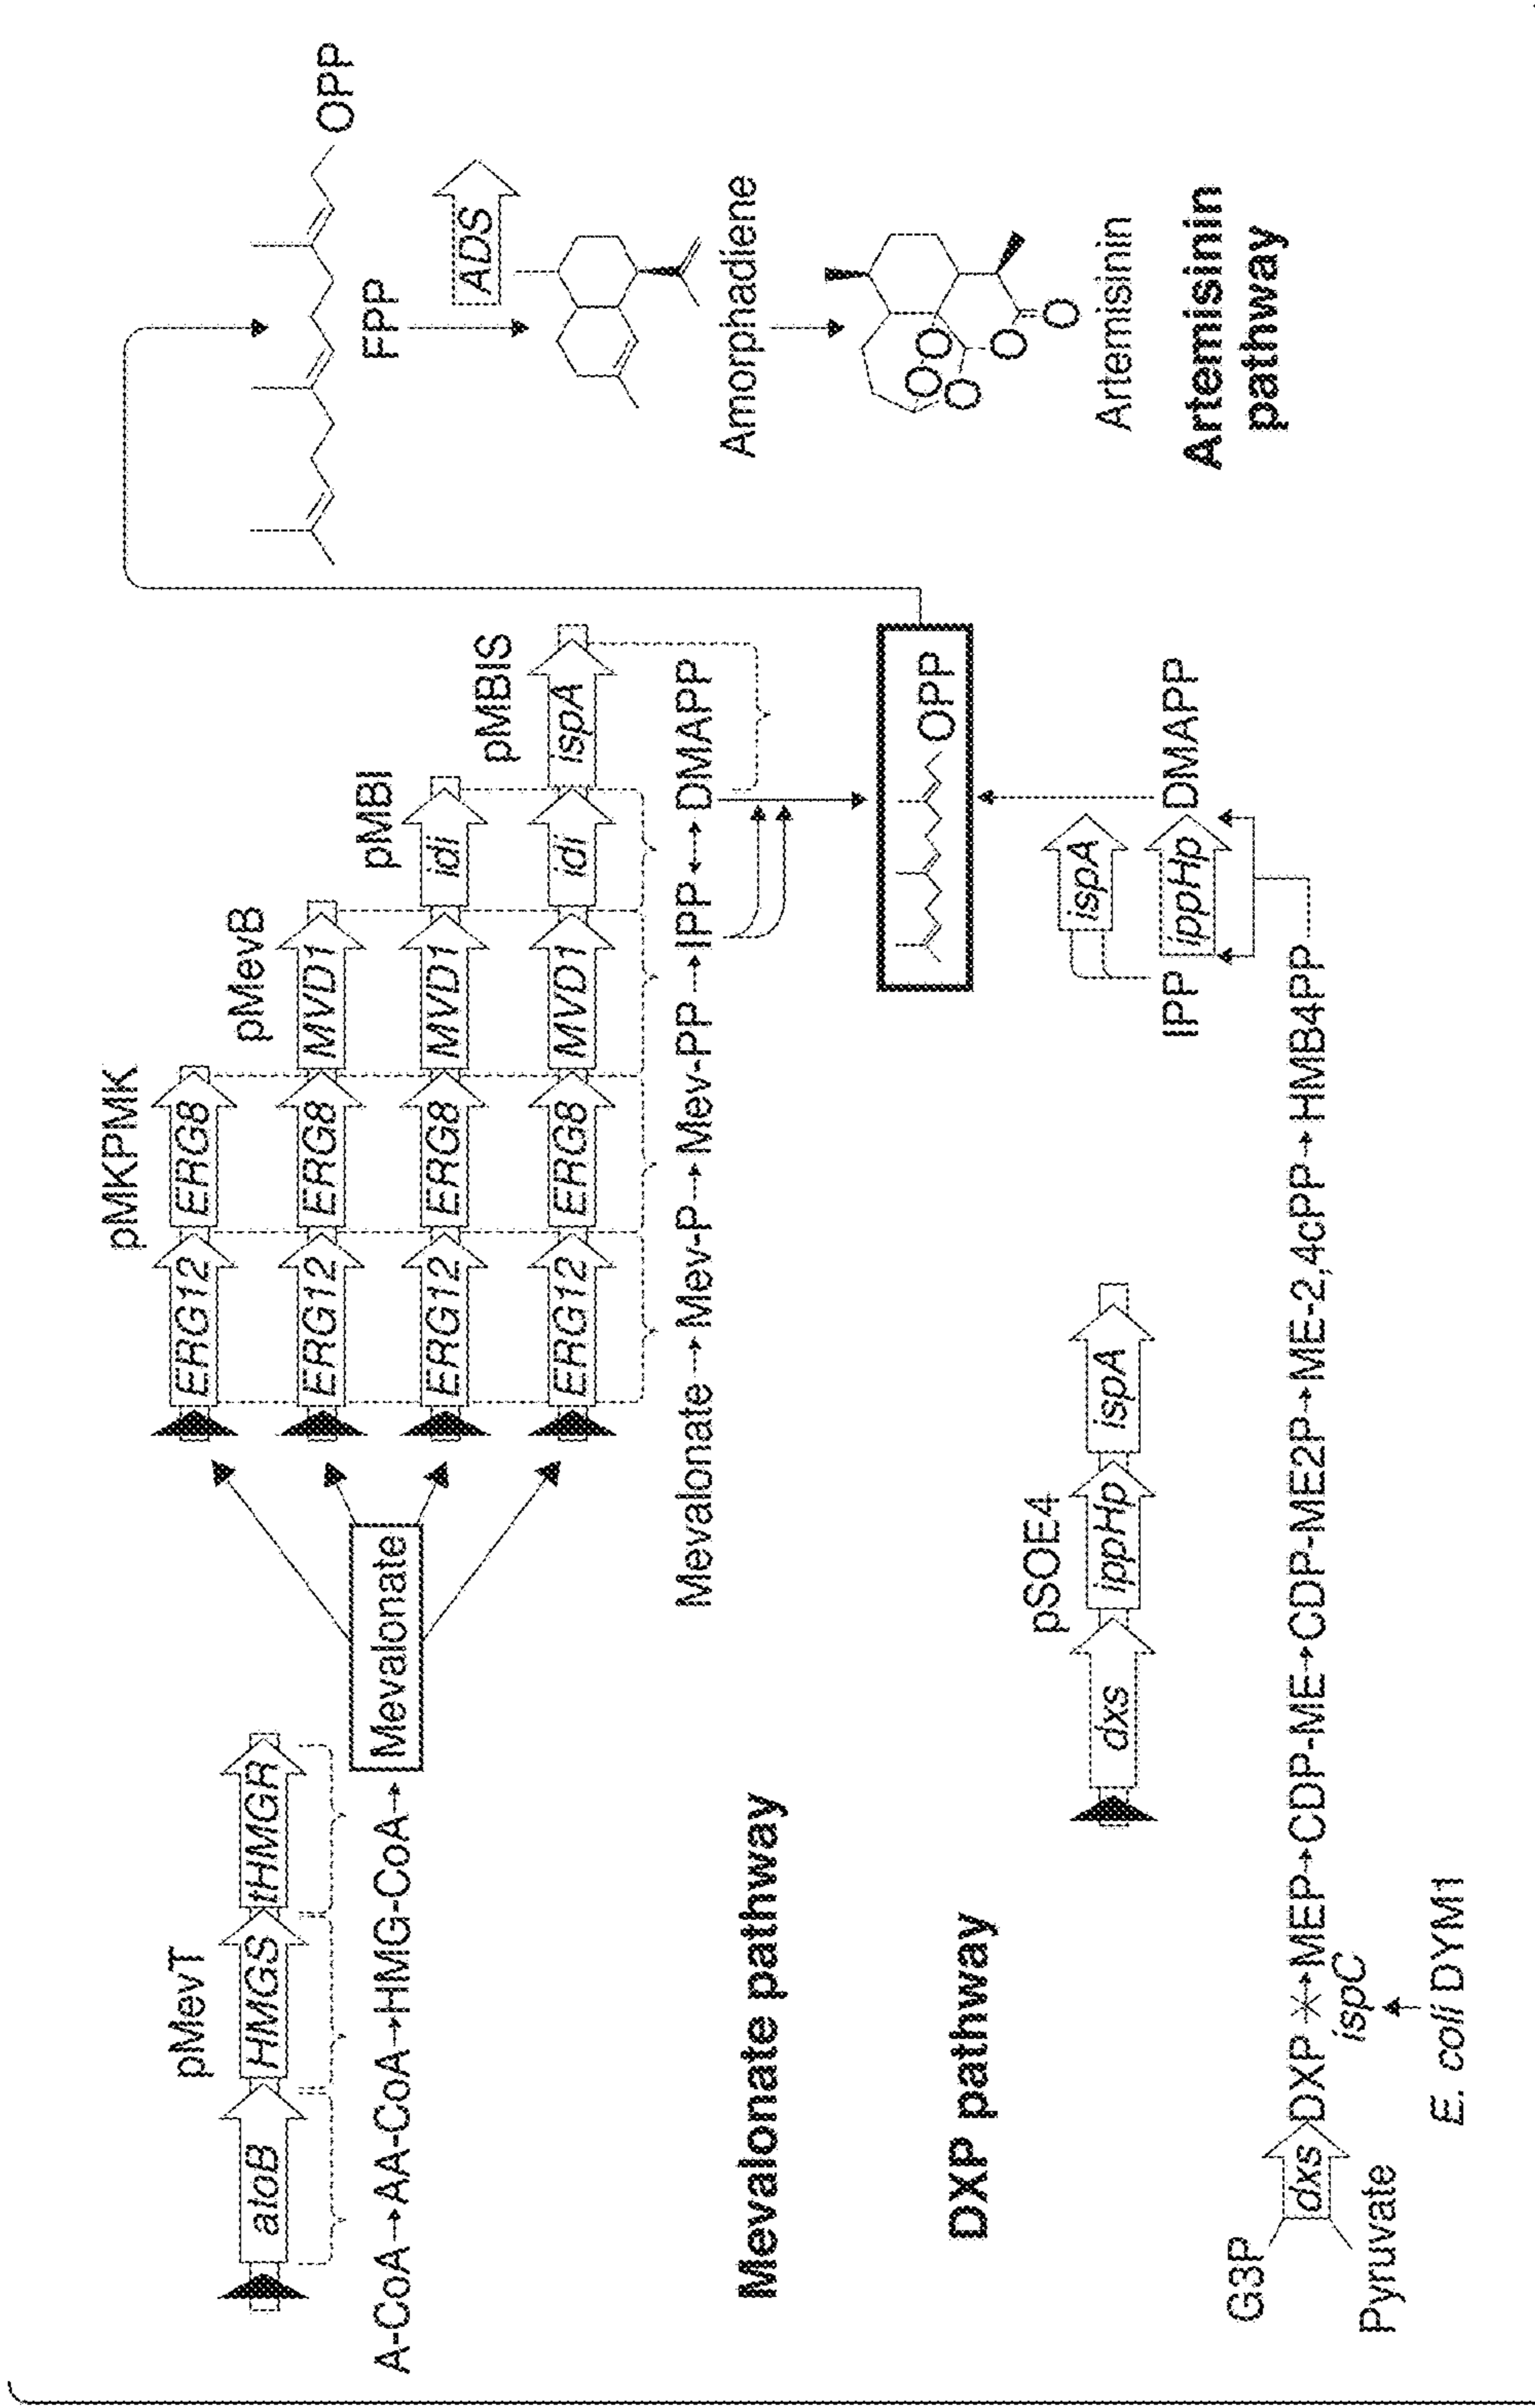 pMevT
atoB HMGS tHMGR
A-CoA→AA-CoA→HMG-CoA→ Mevalonate
pMKPMK
ERG12 ERG8
pMevB
ERG12 ERG8 MVD1
pMBI
ERG12 ERG8 MVD1 idi
pMBIS
ERG12 ERG8 MVD1 idi ispA
Mevalonate→Mev-P→Mev-PP→IPP↔DMAPP
Mevalonate pathway
OPP
DXP pathway
pSOE4
dxs ippHp ispA
ispA
IPP ippHp DMAPP
G3P
dxs DXP→MEP→CDP-ME→CDP-ME2P→ME-2,4cPP→HMB4PP
Pyruvate
ispC
E. coli DYM1
OPP
FPP
ADS
Amorphadiene
O
O
O
O
O
Artemisinin
Artemisinin
pathway